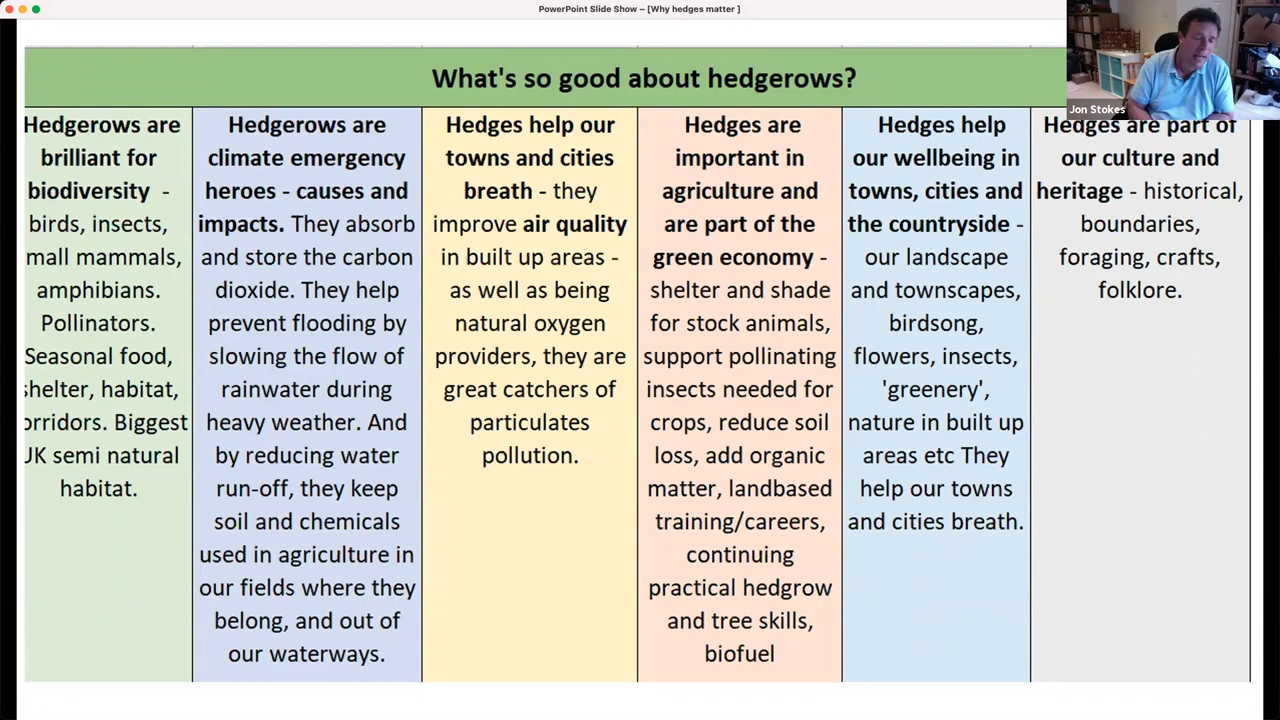 PowerPoint Slide Show – [Why hedges matter ]
Jon Stokes
What's so good about hedgerows?
Hedgerows are
brilliant for
biodiversity -
birds, insects,
mall mammals,
amphibians.
Pollinators.
Seasonal food,
shelter, habitat,
orridors. Biggest
UK semi natural
habitat.
Hedgerows are
climate emergency
heroes - causes and
impacts. They absorb
and store the carbon
dioxide. They help
prevent flooding by
slowing the flow of
rainwater during
heavy weather. And
by reducing water
run-off, they keep
soil and chemicals
used in agriculture in
our fields where they
belong, and out of
our waterways.
Hedges help our
towns and cities
breath - they
improve air quality
in built up areas -
as well as being
natural oxygen
providers, they are
great catchers of
particulates
pollution.
Hedges are
important in
agriculture and
are part of the
green economy -
shelter and shade
for stock animals,
support pollinating
insects needed for
crops, reduce soil
loss, add organic
matter, landbased
training/careers,
continuing
practical hedgrow
and tree skills,
biofuel
Hedges help
our wellbeing in
towns, cities and
the countryside -
our landscape
and townscapes,
birdsong,
flowers, insects,
'greenery',
nature in built up
areas etc They
help our towns
and cities breath.
Hedges are part of
our culture and
heritage - historical,
boundaries,
foraging, crafts,
folklore.